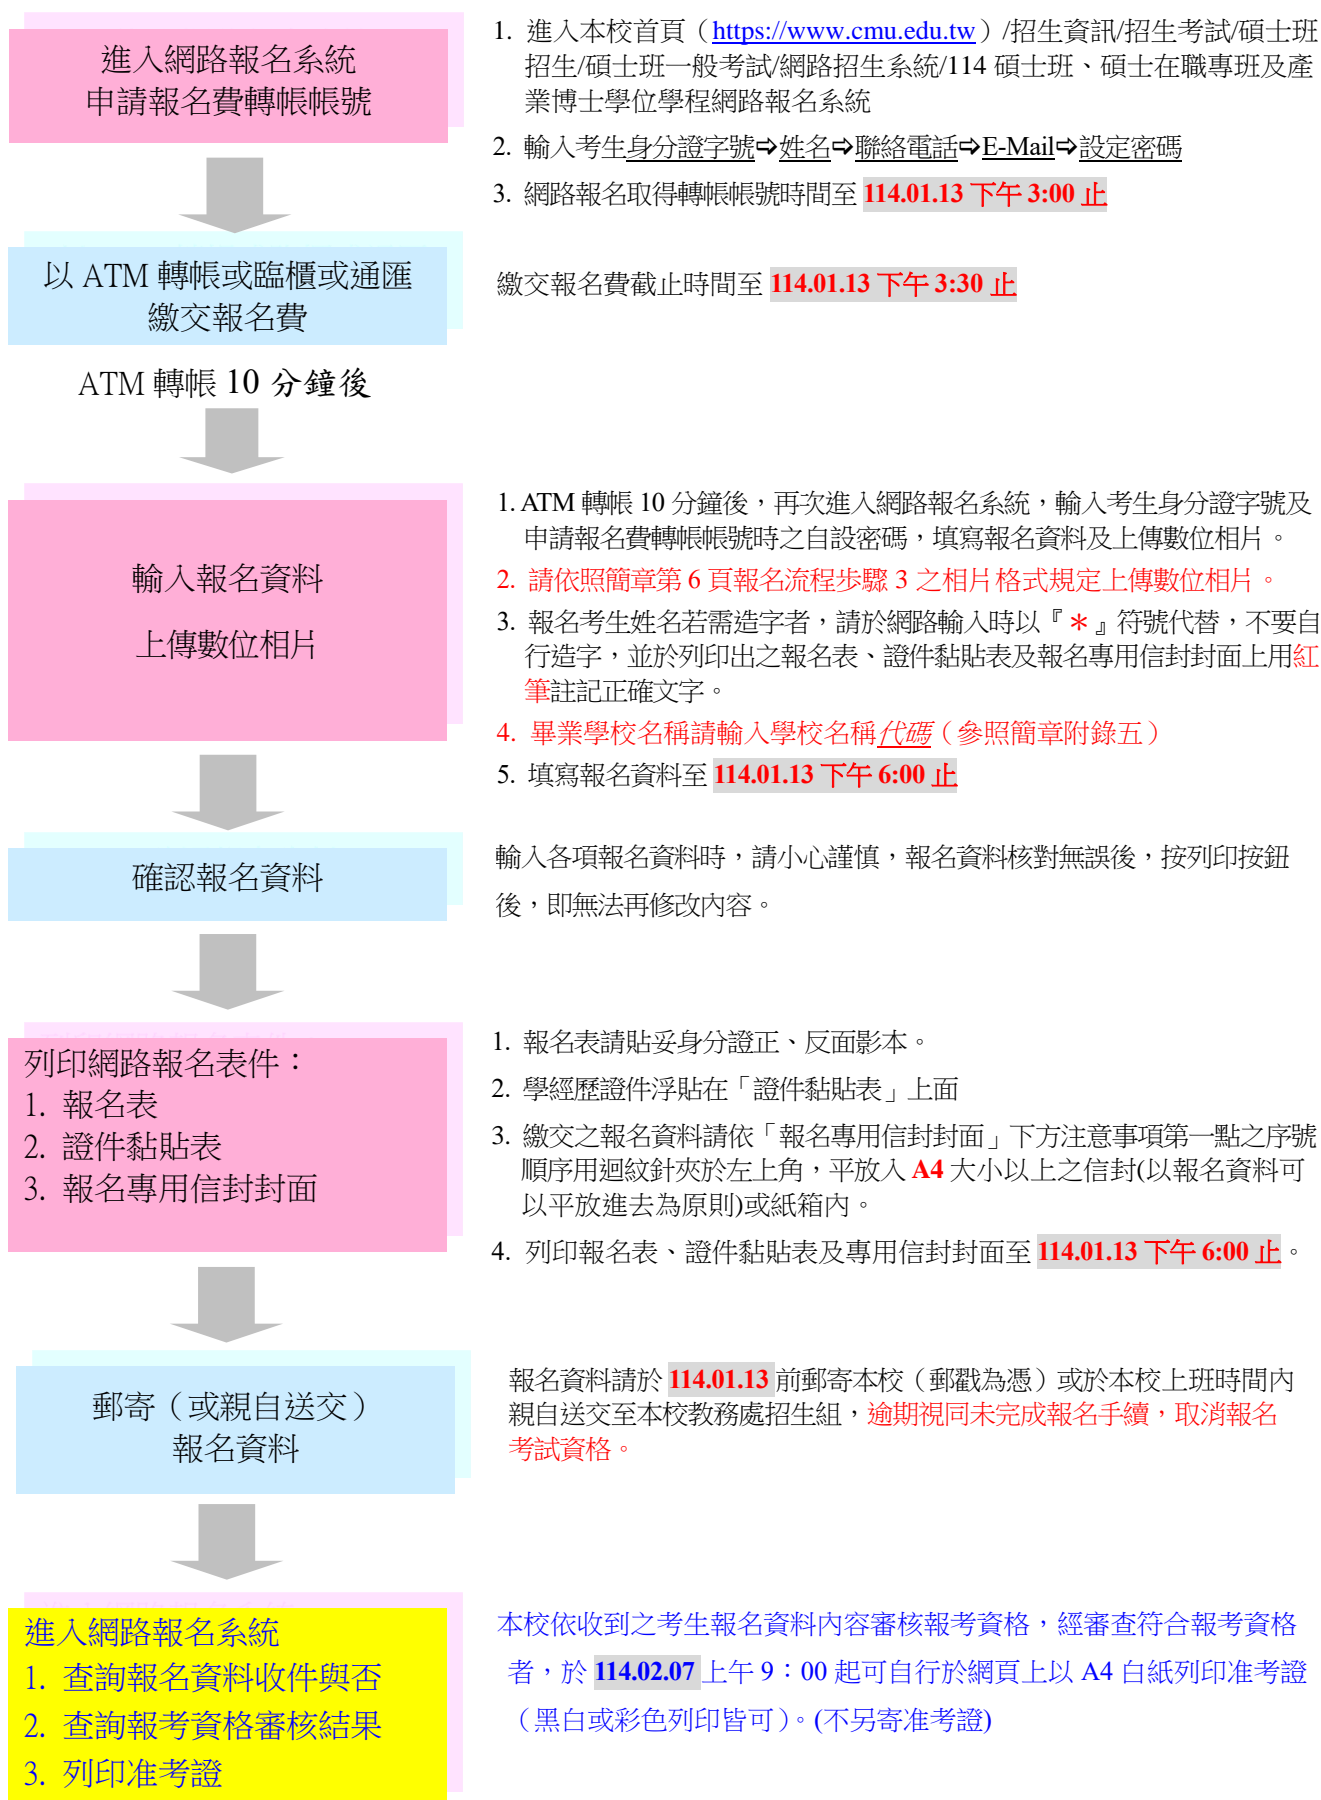 進入網路報名系統
申請報名費轉帳帳號
1. 進入本校首頁（https://www.cmu.edu.tw）/招生資訊/招生考試/碩士班
招生/碩士班一般考試/網路招生系統/114 碩士班、碩士在職專班及產
業博士學位學程網路報名系統
2. 輸入考生身分證字號⇨姓名⇨聯絡電話⇨E-Mail⇨設定密碼
3. 網路報名取得轉帳帳號時間至 114.01.13 下午 3:00 止
以 ATM 轉帳或臨櫃或通匯
繳交報名費
繳交報名費截止時間至 114.01.13 下午 3:30 止
ATM 轉帳 10 分鐘後
輸入報名資料
上傳數位相片
1. ATM 轉帳 10 分鐘後，再次進入網路報名系統，輸入考生身分證字號及
申請報名費轉帳帳號時之自設密碼，填寫報名資料及上傳數位相片。
2. 請依照簡章第 6 頁報名流程步驟 3 之相片格式規定上傳數位相片。
3. 報名考生姓名若需造字者，請於網路輸入時以『＊』符號代替，不要自
行造字，並於列印出之報名表、證件黏貼表及報名專用信封封面上用紅
筆註記正確文字。
4. 畢業學校名稱請輸入學校名稱代碼（參照簡章附錄五）
5. 填寫報名資料至 114.01.13 下午 6:00 止
確認報名資料
輸入各項報名資料時，請小心謹慎，報名資料核對無誤後，按列印按鈕
後，即無法再修改內容。
列印網路報名表件：
1. 報名表
2. 證件黏貼表
3. 報名專用信封封面
1. 報名表請貼妥身分證正、反面影本。
2. 學經歷證件浮貼在「證件黏貼表」上面
3. 繳交之報名資料請依「報名專用信封封面」下方注意事項第一點之序號
順序用迴紋針夾於左上角，平放入 A4 大小以上之信封(以報名資料可
以平放進去為原則)或紙箱內。
4. 列印報名表、證件黏貼表及專用信封封面至 114.01.13 下午 6:00 止。
郵寄（或親自送交）
報名資料
報名資料請於 114.01.13 前郵寄本校（郵戳為憑）或於本校上班時間內
親自送交至本校教務處招生組，逾期視同未完成報名手續，取消報名
考試資格。
進入網路報名系統
1. 查詢報名資料收件與否
2. 查詢報考資格審核結果
3. 列印准考證
本校依收到之考生報名資料內容審核報考資格，經審查符合報考資格
者，於 114.02.07 上午 9：00 起可自行於網頁上以 A4 白紙列印准考證
（黑白或彩色列印皆可）。(不另寄准考證)